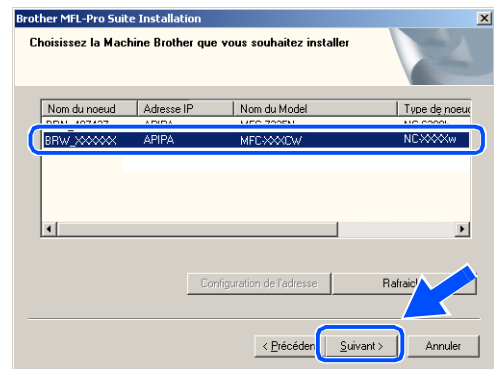 Brother MFL-Pro Suite Installation
Choisissez la Machine Brother que vous souhaitez installer
Nom du noeud Adresse IP Nom du Model Type de noeu
BRW_XXXXXX APIPA MFC-XXXCW NC-XXXXw
Configuration de l'adresse Rafraic
< Précéden Suivant > Annuler